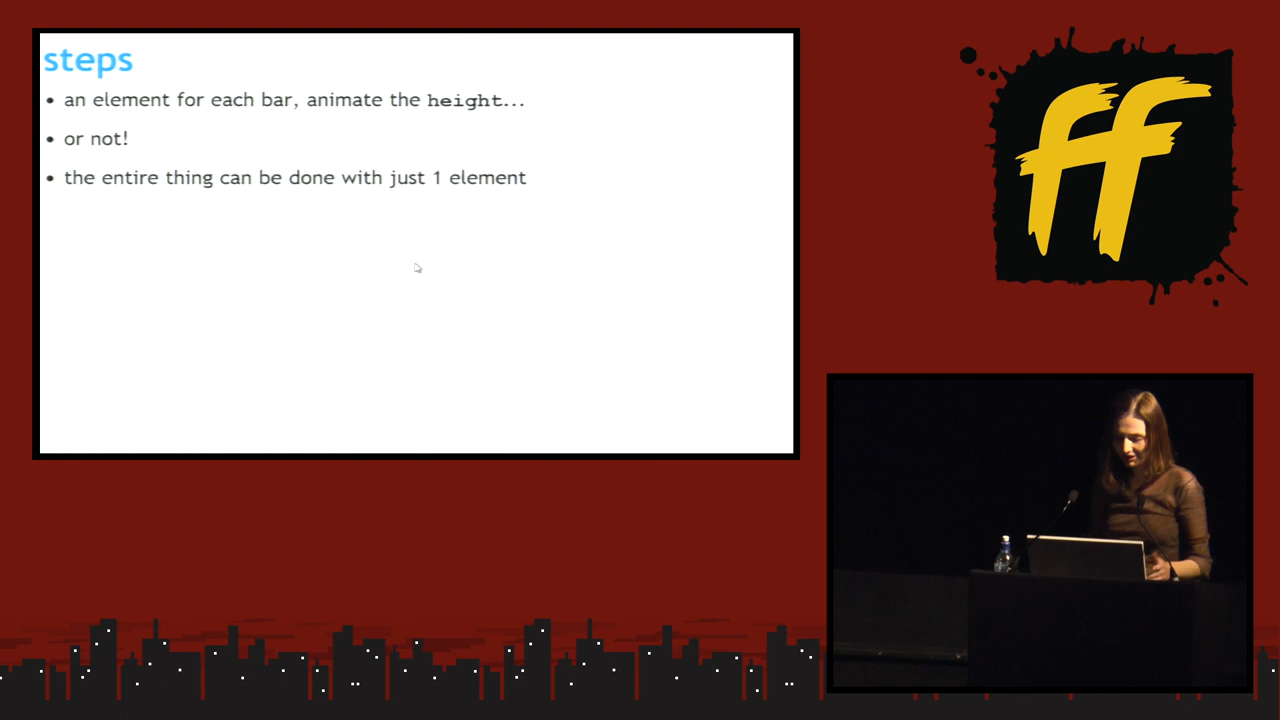 steps
• an element for each bar, animate the height...
• or not!
• the entire thing can be done with just 1 element
ff